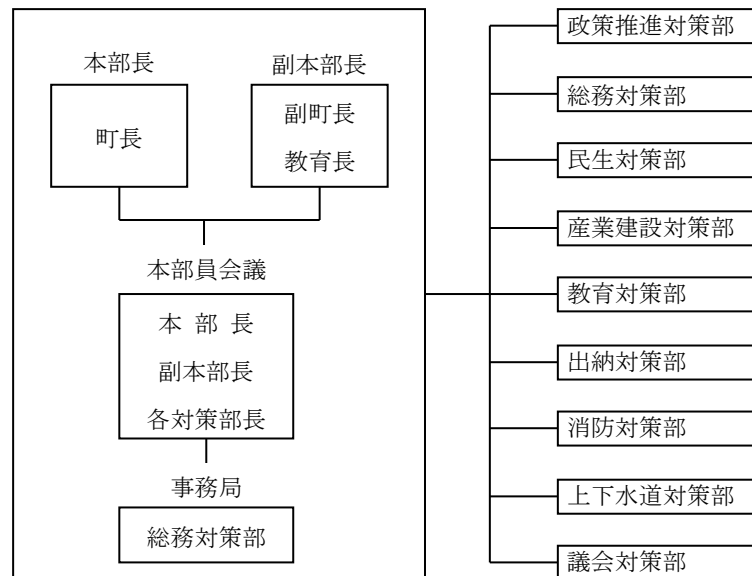 本部長
副本部長
町長
副町長
教育長
本部員会議
本 部 長
副本部長
各対策部長
事務局
総務対策部
政策推進対策部
総務対策部
民生対策部
産業建設対策部
教育対策部
出納対策部
消防対策部
上下水道対策部
議会対策部